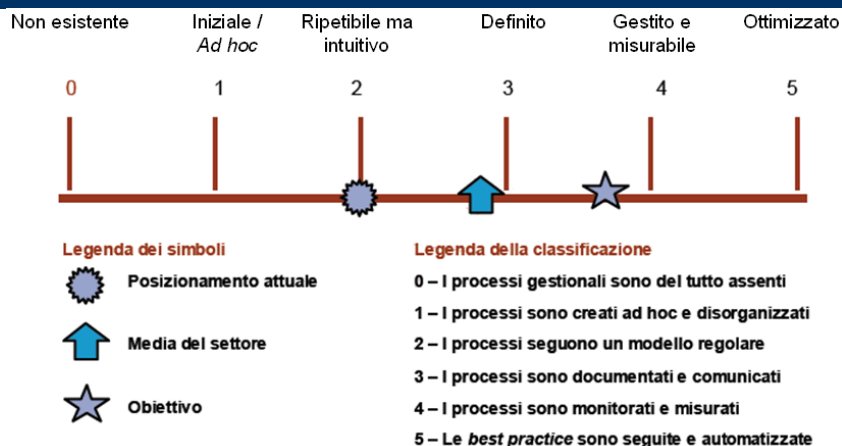 Non esistente
Iniziale /
Ad hoc
Ripetibile ma
intuitivo
Definito
Gestito e
misurabile
Ottimizzato
0 1 2 3 4 5
Legenda dei simboli
Posizionamento attuale
Media del settore
Obiettivo
Legenda della classificazione
0 – I processi gestionali sono del tutto assenti
1 – I processi sono creati ad hoc e disorganizzati
2 – I processi seguono un modello regolare
3 – I processi sono documentati e comunicati
4 – I processi sono monitorati e misurati
5 – Le best practice sono seguite e automatizzate